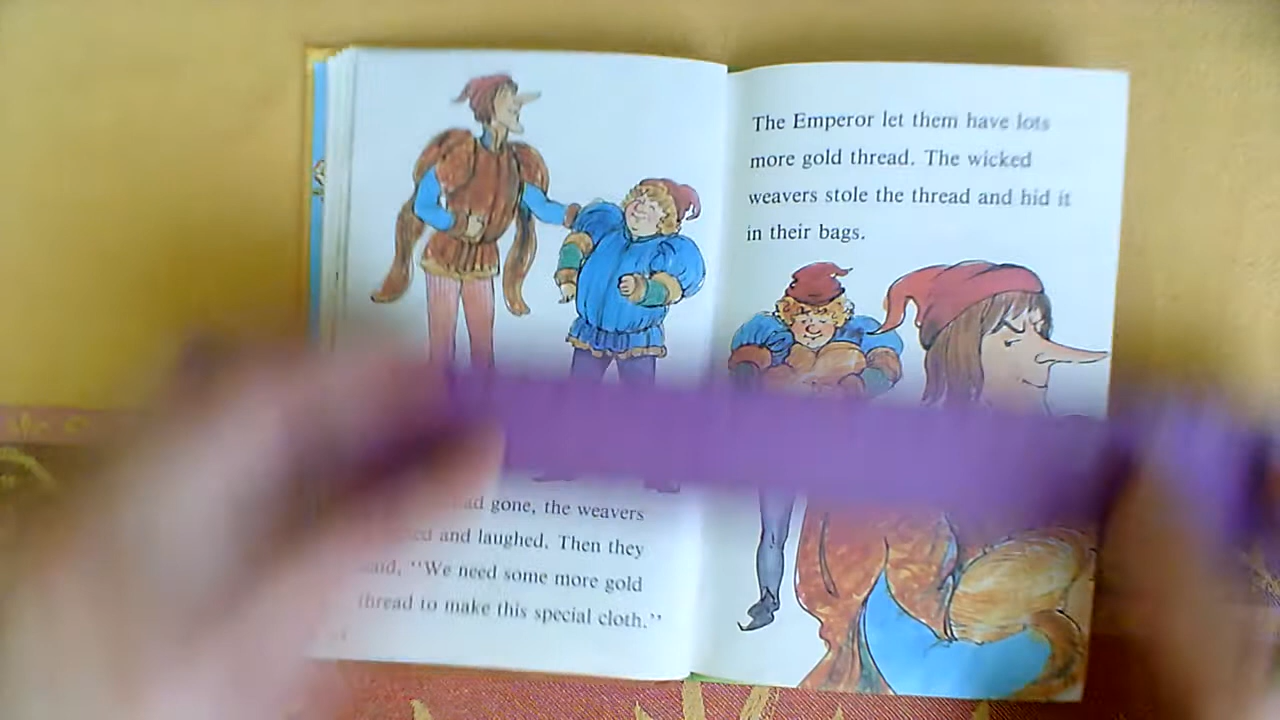 gone, the weavers
and laughed. Then they
"We need some more gold
thread to make this special cloth."
The Emperor let them have lots
more gold thread. The wicked
weavers stole the thread and hid it
in their bags.